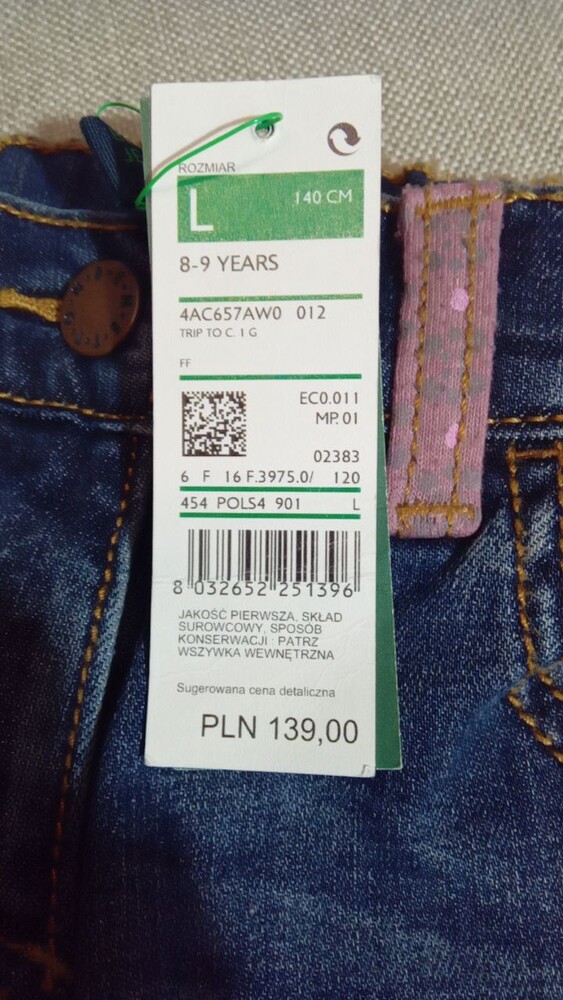 ROZMIAR
L 140 CM
8-9 YEARS
4AC657AW0 012
TRIP TO C. I G
FF
EC0.011
MP. 01
02383
6 F 16 F.3975.0/ 120
454 POLS4 901 L
8 032652 251396
JAKOŚĆ PIERWSZA, SKŁAD
SUROWCOWY, SPOSÓB
KONSERWACJI : PATRZ
WSZYWKA WEWNĘTRZNA
Sugerowana cena detaliczna
PLN 139,00